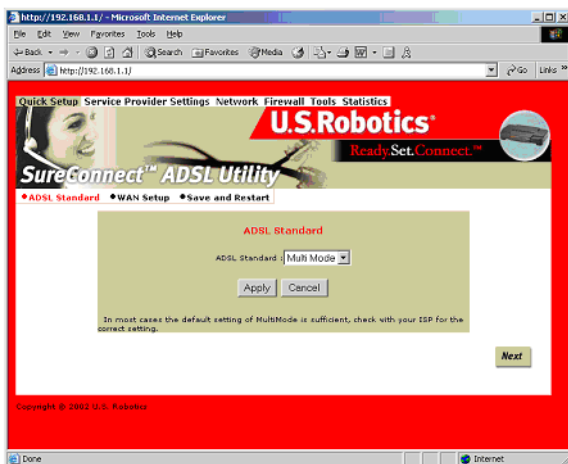 http://192.168.1.1/ - Microsoft Internet Explorer
File Edit View Favorites Tools Help
Back Search Favorites Media
Address http://192.168.1.1/ Go Links »
Quick Setup Service Provider Settings Network Firewall Tools Statistics
U.S.Robotics
Ready.Set.Connect.™
SureConnect™ ADSL Utility
ADSL Standard WAN Setup Save and Restart
ADSL Standard
ADSL Standard : Multi Mode
Apply Cancel
In most cases the default setting of MultiMode is sufficient, check with your ISP for the
correct setting.
Next
Copyright © 2002 U.S. Robotics
Done Internet